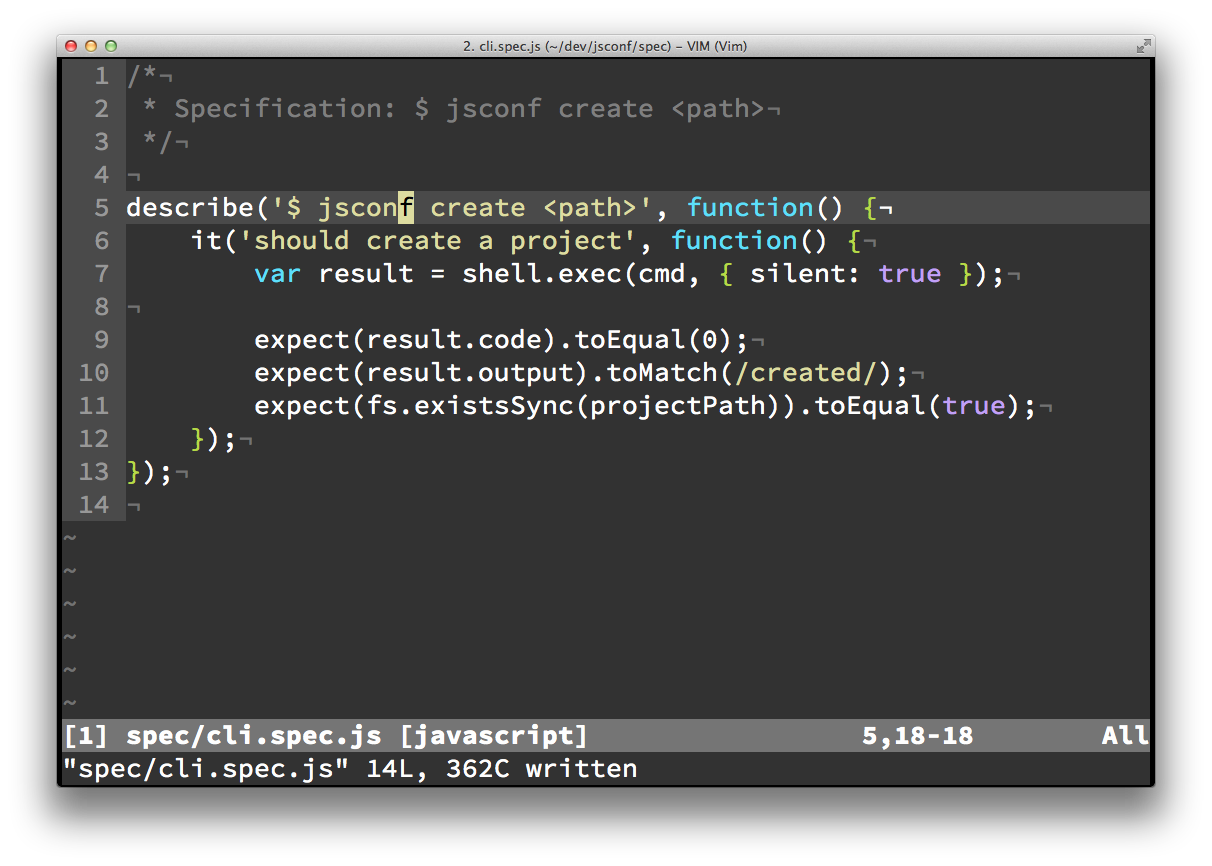 2. cli.spec.js (~/dev/jsconf/spec) – VIM (Vim)
1 /*¬
2  * Specification: $ jsconf create <path>¬
3  */¬
4 ¬
5 describe('$ jsconf create <path>', function() {¬
6     it('should create a project', function() {¬
7         var result = shell.exec(cmd, { silent: true });¬
8 ¬
9         expect(result.code).toEqual(0);¬
10         expect(result.output).toMatch(/created/);¬
11         expect(fs.existsSync(projectPath)).toEqual(true);¬
12     });¬
13 });¬
14 ¬
~
~
~
~
~
~
[1] spec/cli.spec.js [javascript] 5,18-18 All
"spec/cli.spec.js" 14L, 362C written